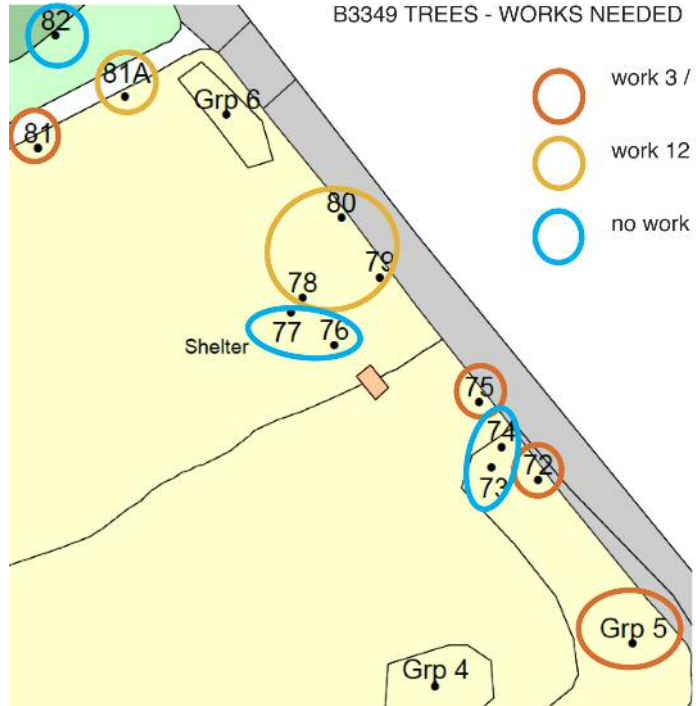 B3349 TREES - WORKS NEEDED
work 3 /
work 12
no work
82
81A
81
Grp 6
80
79
78
77
76
Shelter
75
74
73
72
Grp 5
Grp 4